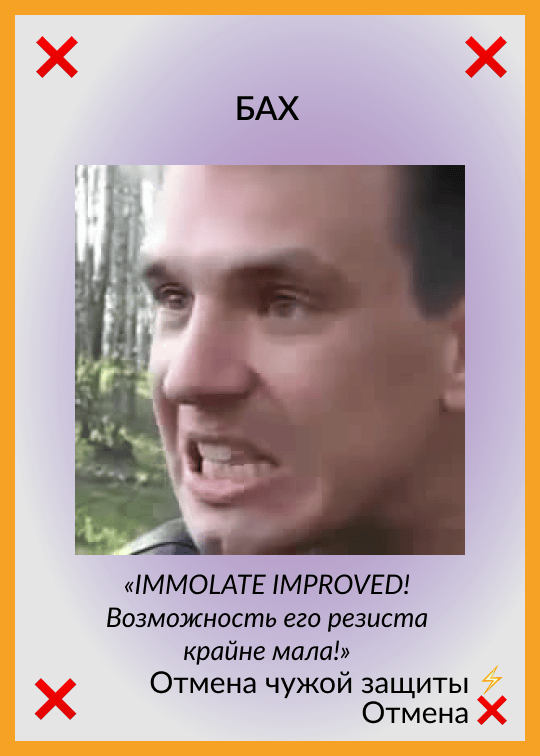 БАХ
«IMMOLATE IMPROVED!
Возможность его резиста
крайне мала!»
Отмена чужой защиты ⚡
Отмена ❌